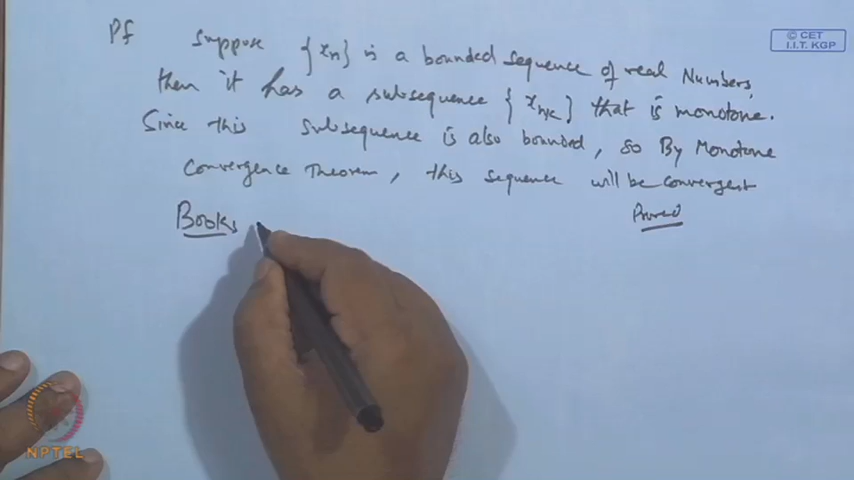 © CET
I.I.T. KGP
Pf Suppose {xn} is a bounded sequence of real Numbers,
then it has a subsequence {xnk} that is monotone.
Since this subsequence is also bounded, so By Monotone
Convergence Theorem, this sequence will be convergent
Proved
Books
NPTEL